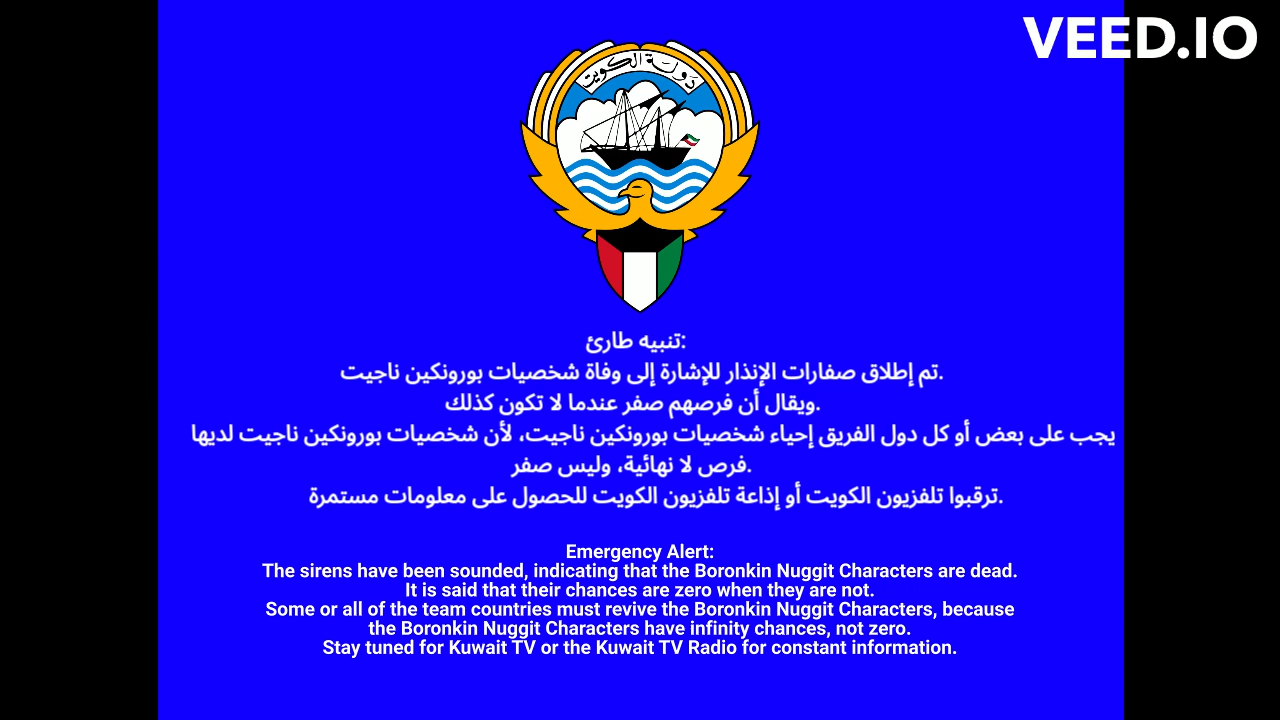 VEED.IO
دولة الكويت
تنبيه طارئ:
تم إطلاق صفارات الإنذار للإشارة إلى وفاة شخصيات بورونكين ناجيت.
ويقال أن فرصهم صفر عندما لا تكون كذلك.
يجب على بعض أو كل دول الفريق إحياء شخصيات بورونكين ناجيت، لأن شخصيات بورونكين ناجيت لديها
فرص لا نهائية، وليس صفر.
ترقبوا تلفزيون الكويت أو إذاعة تلفزيون الكويت للحصول على معلومات مستمرة.
Emergency Alert:
The sirens have been sounded, indicating that the Boronkin Nuggit Characters are dead.
It is said that their chances are zero when they are not.
Some or all of the team countries must revive the Boronkin Nuggit Characters, because
the Boronkin Nuggit Characters have infinity chances, not zero.
Stay tuned for Kuwait TV or the Kuwait TV Radio for constant information.